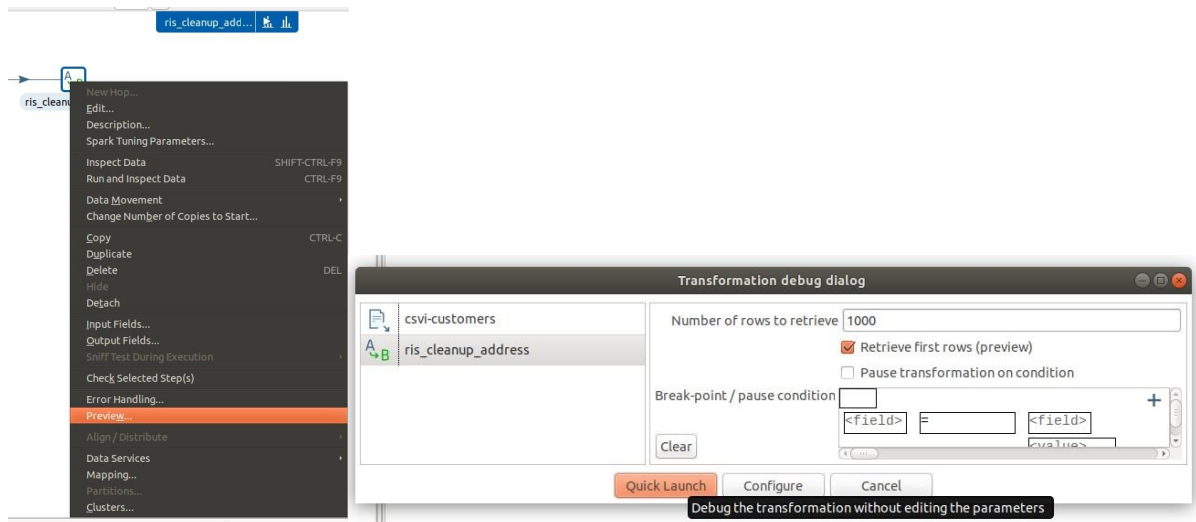 ris_cleanup_add...
A B
New Hop...
Edit...
Description...
Spark Tuning Parameters...
Inspect Data SHIFT-CTRL-F9
Run and Inspect Data CTRL-F9
Data Movement
Change Number of Copies to Start...
Copy CTRL-C
Duplicate
Delete DEL
Hide
Detach
Input Fields...
Output Fields...
Sniff Test During Execution
Check Selected Step(s)
Error Handling...
Preview...
Align / Distribute
Data Services
Mapping...
Partitions...
Clusters...
Transformation debug dialog
csvi-customers
A B ris_cleanup_address
Number of rows to retrieve 1000
Retrieve first rows (preview)
Pause transformation on condition
Break-point / pause condition
<field> = <field>
<value>
Clear
Quick Launch Configure Cancel
Debug the transformation without editing the parameters